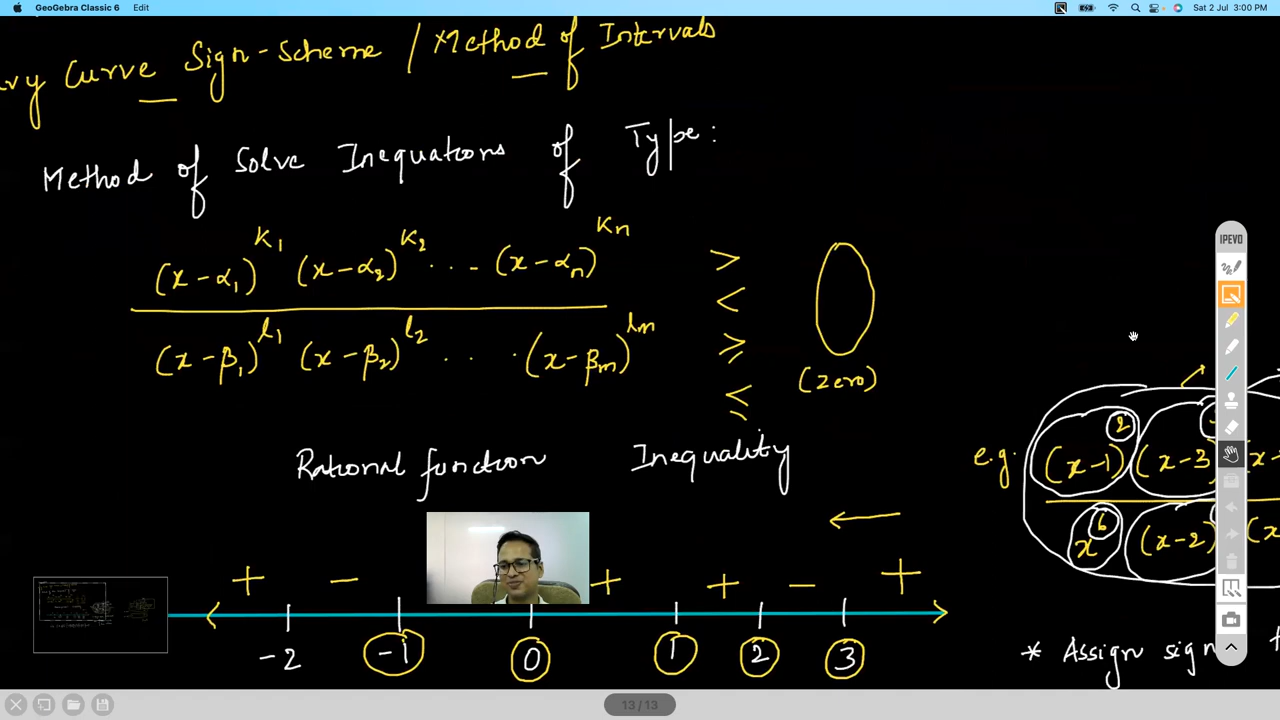 GeoGebra Classic 6 Edit Sat 2 Jul 3:00 PM
Curve Sign-Scheme / Method of Intervals
Method of Solve Inequations of Type:
(x-α₁)^K₁ (x-α₂)^K₂ ... (x-αₙ)^Kₙ > < ≥ ≤
(x-β₁)^l₁ (x-β₂)^l₂ ... (x-βₘ)^lₘ
(zero)
Rational function Inequality
e.g. (x-1)² (x-3)
x⁶ (x-2)
+ - + + - +
-2 -1 0 1 2 3
* Assign sign
IPEVO
13/13